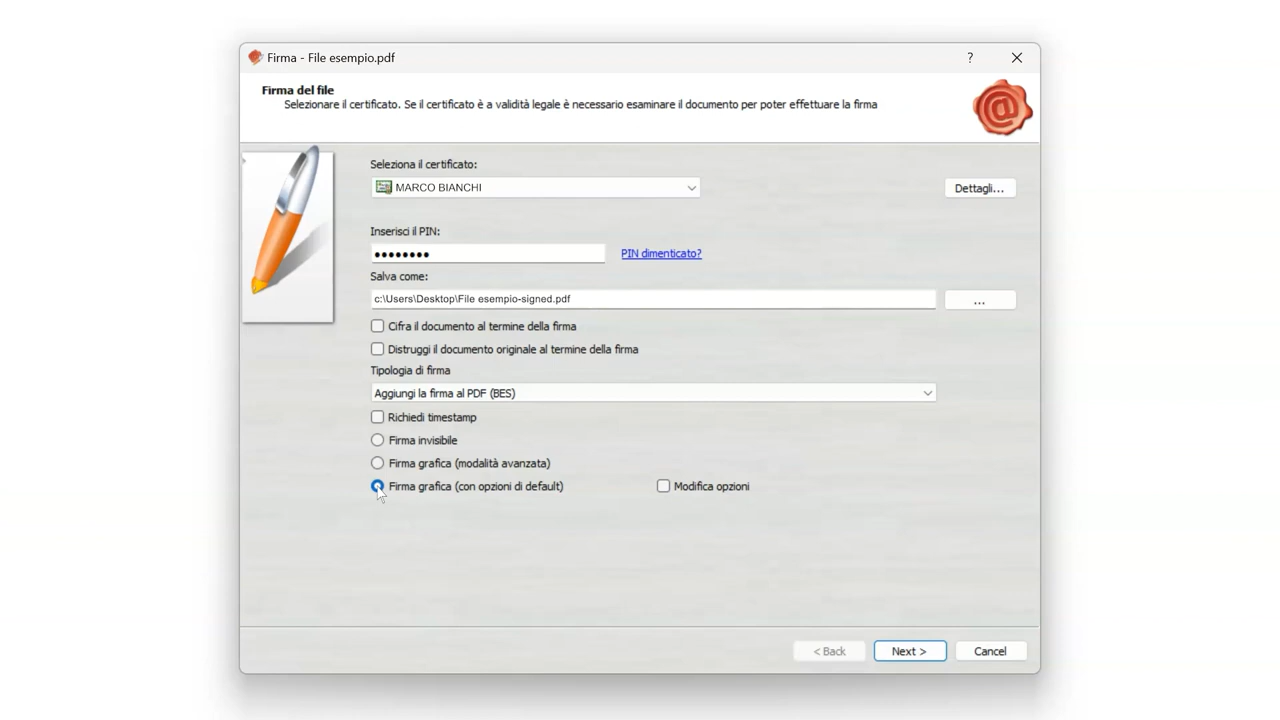 Firma - File esempio.pdf
?
Firma del file
Selezionare il certificato. Se il certificato è a validità legale è necessario esaminare il documento per poter effettuare la firma
@
Seleziona il certificato:
MARCO BIANCHI
Dettagli...
Inserisci il PIN:
●●●●●●●●
PIN dimenticato?
Salva come:
c:\Users\Desktop\File esempio-signed.pdf
...
Cifra il documento al termine della firma
Distruggi il documento originale al termine della firma
Tipologia di firma
Aggiungi la firma al PDF (BES)
Richiedi timestamp
Firma invisibile
Firma grafica (modalità avanzata)
Firma grafica (con opzioni di default)
Modifica opzioni
< Back
Next >
Cancel